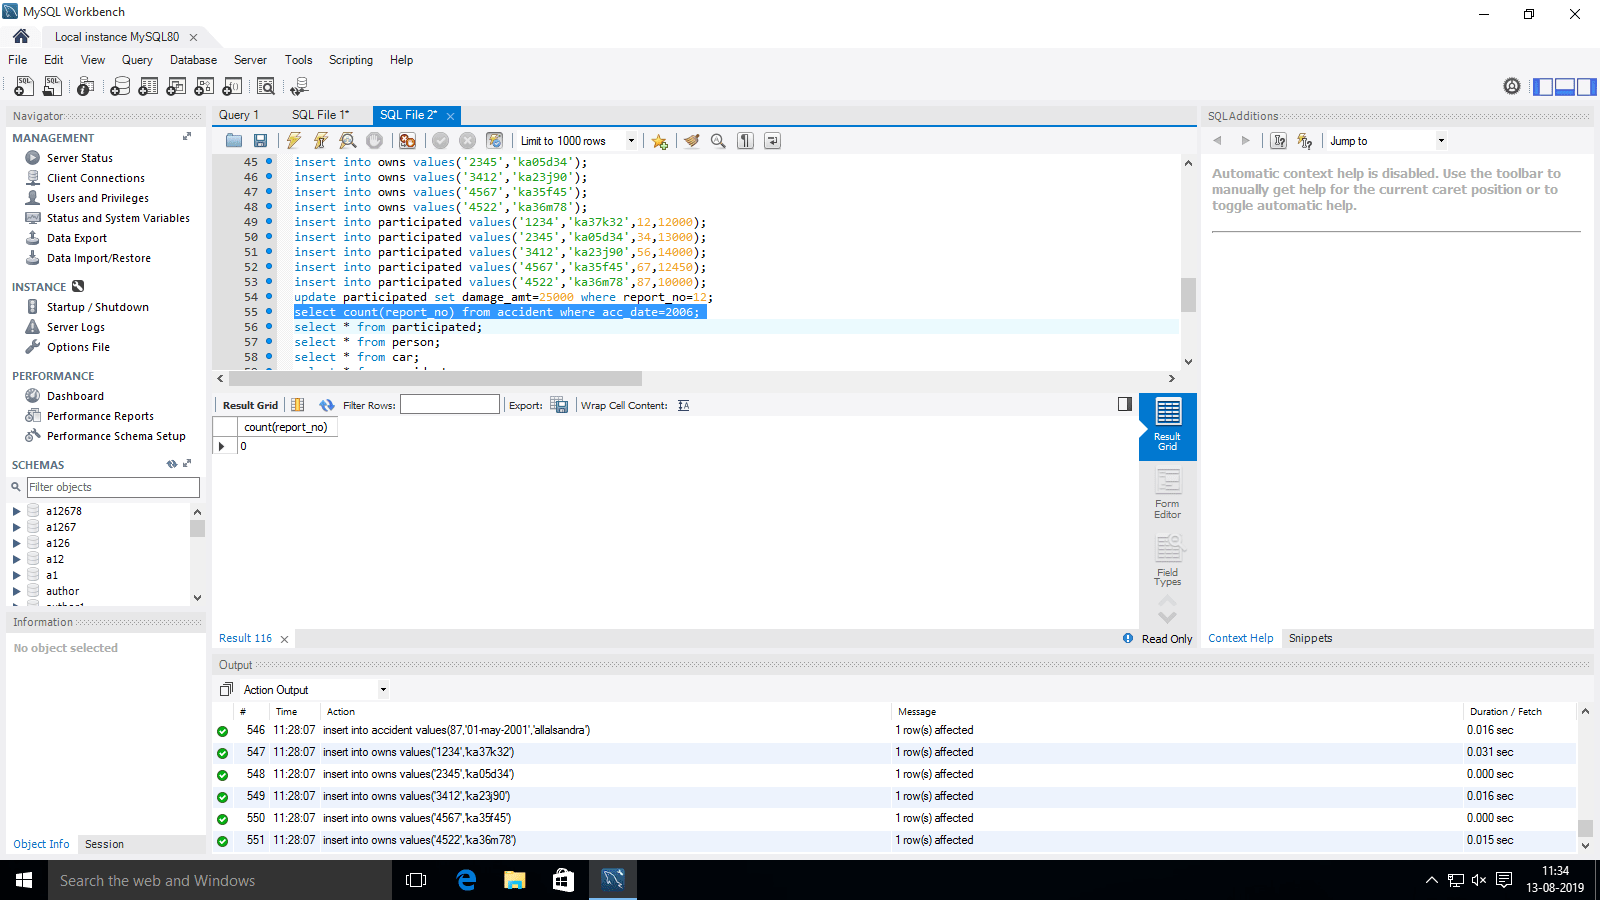 MySQL Workbench
Local instance MySQL80
File Edit View Query Database Server Tools Scripting Help
Navigator
MANAGEMENT
Server Status
Client Connections
Users and Privileges
Status and System Variables
Data Export
Data Import/Restore
INSTANCE
Startup / Shutdown
Server Logs
Options File
PERFORMANCE
Dashboard
Performance Reports
Performance Schema Setup
SCHEMAS
Filter objects
a12678
a1267
a126
a12
a1
author
Information
No object selected
Object Info Session
Query 1 SQL File 1* SQL File 2*
Limit to 1000 rows
45 insert into owns values('2345','ka05d34');
46 insert into owns values('3412','ka23j90');
47 insert into owns values('4567','ka35f45');
48 insert into owns values('4522','ka36m78');
49 insert into participated values('1234','ka37k32',12,12000);
50 insert into participated values('2345','ka05d34',34,13000);
51 insert into participated values('3412','ka23j90',56,14000);
52 insert into participated values('4567','ka35f45',67,12450);
53 insert into participated values('4522','ka36m78',87,10000);
54 update participated set damage_amt=25000 where report_no=12;
55 select count(report_no) from accident where acc_date=2006;
56 select * from participated;
57 select * from person;
58 select * from car;
Result Grid Filter Rows: Export: Wrap Cell Content:
count(report_no)
0
Result Grid
Form Editor
Field Types
Result 116
Read Only
SQLAdditions
Jump to
Automatic context help is disabled. Use the toolbar to
manually get help for the current caret position or to
toggle automatic help.
Context Help Snippets
Output
Action Output
# Time Action Message Duration / Fetch
546 11:28:07 insert into accident values(87,'01-may-2001','allalsandra') 1 row(s) affected 0.016 sec
547 11:28:07 insert into owns values('1234','ka37k32') 1 row(s) affected 0.031 sec
548 11:28:07 insert into owns values('2345','ka05d34') 1 row(s) affected 0.000 sec
549 11:28:07 insert into owns values('3412','ka23j90') 1 row(s) affected 0.016 sec
550 11:28:07 insert into owns values('4567','ka35f45') 1 row(s) affected 0.000 sec
551 11:28:07 insert into owns values('4522','ka36m78') 1 row(s) affected 0.015 sec
Search the web and Windows
11:34
13-08-2019